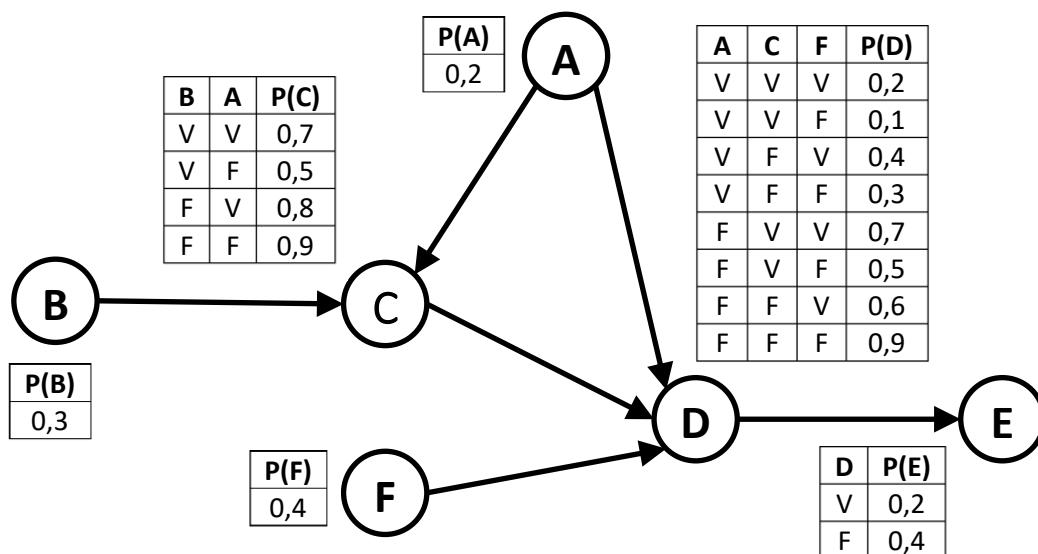 P(A)
0,2
A
B A P(C)
V V 0,7
V F 0,5
F V 0,8
F F 0,9
A C F P(D)
V V V 0,2
V V F 0,1
V F V 0,4
V F F 0,3
F V V 0,7
F V F 0,5
F F V 0,6
F F F 0,9
B
C
P(B)
0,3
D
E
P(F)
0,4
F
D P(E)
V 0,2
F 0,4